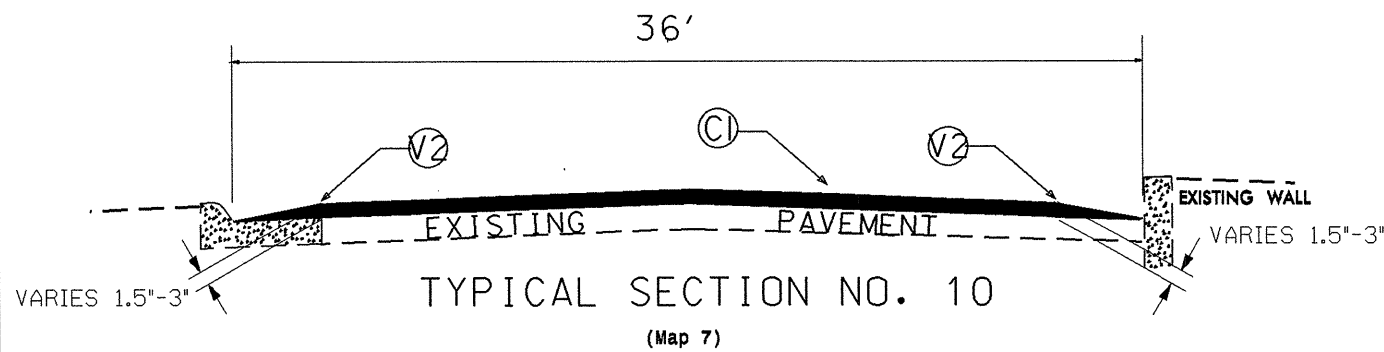 36'
V2
C1
V2
EXISTING WALL
EXISTING PAVEMENT
VARIES 1.5"-3"
VARIES 1.5"-3"
TYPICAL SECTION NO. 10
(Map 7)